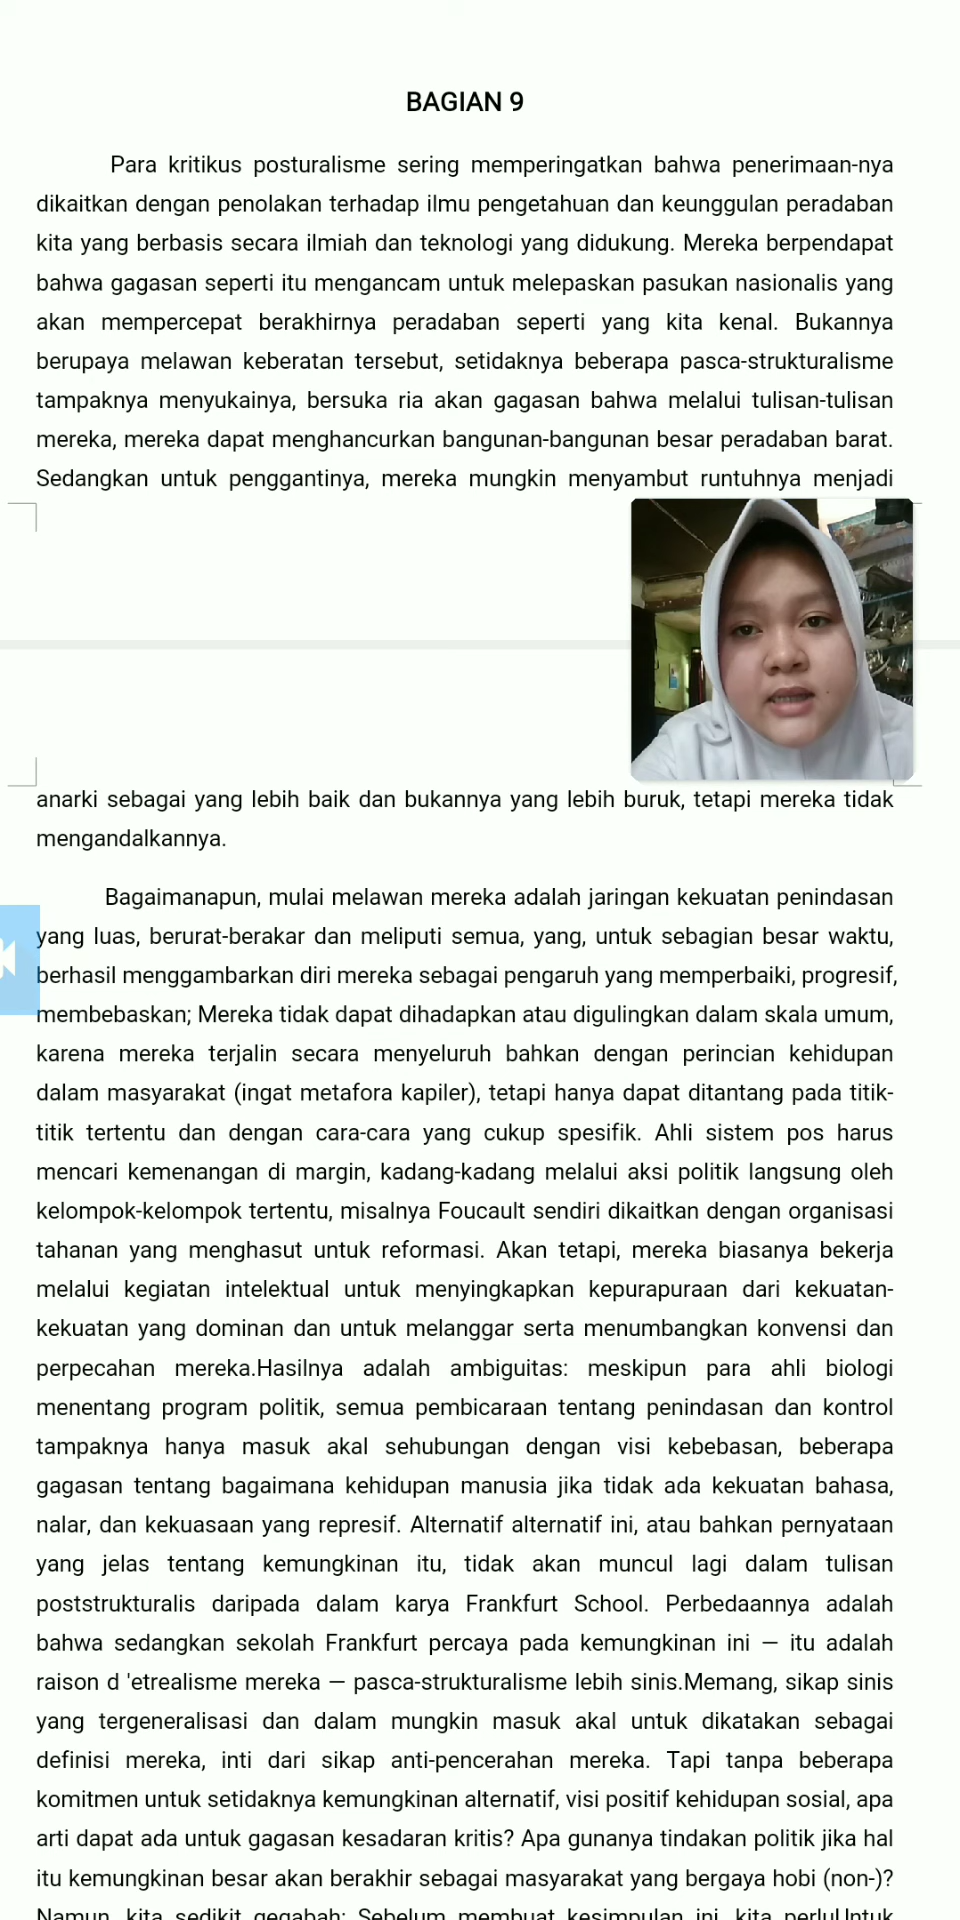 BAGIAN 9
Para kritikus posturalisme sering memperingatkan bahwa penerimaan-nya
dikaitkan dengan penolakan terhadap ilmu pengetahuan dan keunggulan peradaban
kita yang berbasis secara ilmiah dan teknologi yang didukung. Mereka berpendapat
bahwa gagasan seperti itu mengancam untuk melepaskan pasukan nasionalis yang
akan mempercepat berakhirnya peradaban seperti yang kita kenal. Bukannya
berupaya melawan keberatan tersebut, setidaknya beberapa pasca-strukturalisme
tampaknya menyukainya, bersuka ria akan gagasan bahwa melalui tulisan-tulisan
mereka, mereka dapat menghancurkan bangunan-bangunan besar peradaban barat.
Sedangkan untuk penggantinya, mereka mungkin menyambut runtuhnya menjadi
anarki sebagai yang lebih baik dan bukannya yang lebih buruk, tetapi mereka tidak
mengandalkannya.
Bagaimanapun, mulai melawan mereka adalah jaringan kekuatan penindasan
yang luas, berurat-berakar dan meliputi semua, yang, untuk sebagian besar waktu,
berhasil menggambarkan diri mereka sebagai pengaruh yang memperbaiki, progresif,
membebaskan; Mereka tidak dapat dihadapkan atau digulingkan dalam skala umum,
karena mereka terjalin secara menyeluruh bahkan dengan perincian kehidupan
dalam masyarakat (ingat metafora kapiler), tetapi hanya dapat ditantang pada titik-
titik tertentu dan dengan cara-cara yang cukup spesifik. Ahli sistem pos harus
mencari kemenangan di margin, kadang-kadang melalui aksi politik langsung oleh
kelompok-kelompok tertentu, misalnya Foucault sendiri dikaitkan dengan organisasi
tahanan yang menghasut untuk reformasi. Akan tetapi, mereka biasanya bekerja
melalui kegiatan intelektual untuk menyingkapkan kepurapuraan dari kekuatan-
kekuatan yang dominan dan untuk melanggar serta menumbangkan konvensi dan
perpecahan mereka.Hasilnya adalah ambiguitas: meskipun para ahli biologi
menentang program politik, semua pembicaraan tentang penindasan dan kontrol
tampaknya hanya masuk akal sehubungan dengan visi kebebasan, beberapa
gagasan tentang bagaimana kehidupan manusia jika tidak ada kekuatan bahasa,
nalar, dan kekuasaan yang represif. Alternatif alternatif ini, atau bahkan pernyataan
yang jelas tentang kemungkinan itu, tidak akan muncul lagi dalam tulisan
poststrukturalis daripada dalam karya Frankfurt School. Perbedaannya adalah
bahwa sedangkan sekolah Frankfurt percaya pada kemungkinan ini — itu adalah
raison d 'etrealisme mereka — pasca-strukturalisme lebih sinis.Memang, sikap sinis
yang tergeneralisasi dan dalam mungkin masuk akal untuk dikatakan sebagai
definisi mereka, inti dari sikap anti-pencerahan mereka. Tapi tanpa beberapa
komitmen untuk setidaknya kemungkinan alternatif, visi positif kehidupan sosial, apa
arti dapat ada untuk gagasan kesadaran kritis? Apa gunanya tindakan politik jika hal
itu kemungkinan besar akan berakhir sebagai masyarakat yang bergaya hobi (non-)?
Namun, kita sedikit gegabah: Sebelum membuat kesimpulan ini, kita perluUntuk